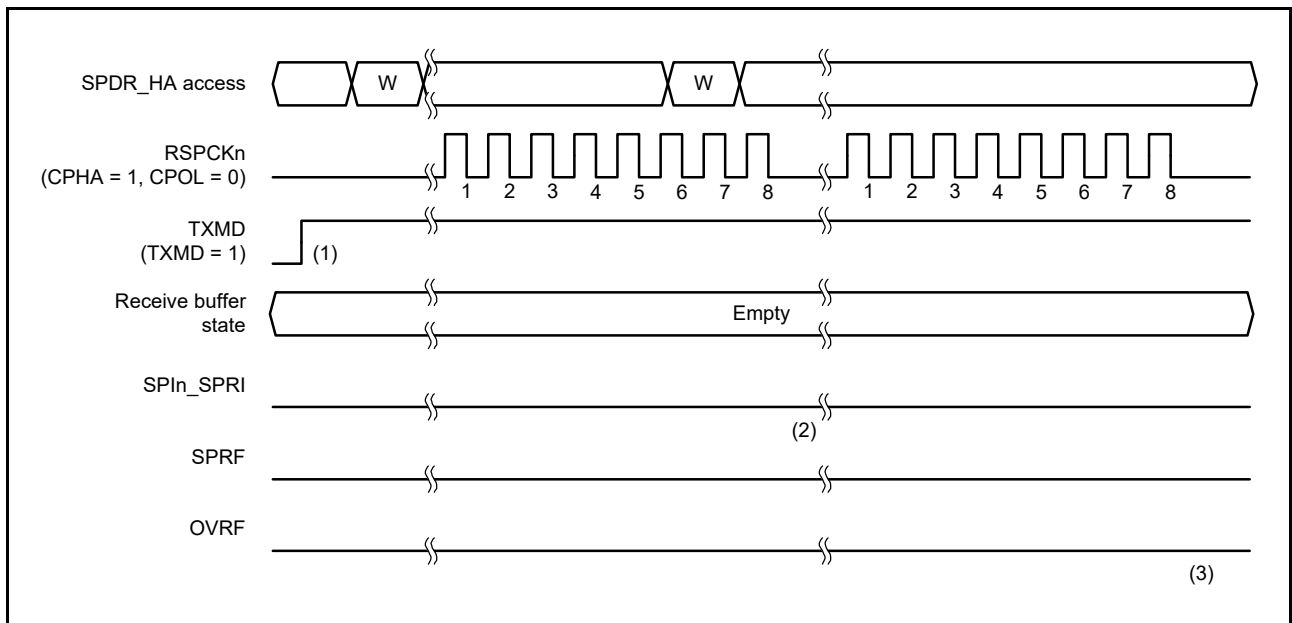 SPDR_HA access
W
W
RSPCKn
(CPHA = 1, CPOL = 0)
1 2 3 4 5 6 7 8
1 2 3 4 5 6 7 8
TXMD
(TXMD = 1)
(1)
Receive buffer
state
Empty
SPIn_SPRI
(2)
SPRF
OVRF
(3)